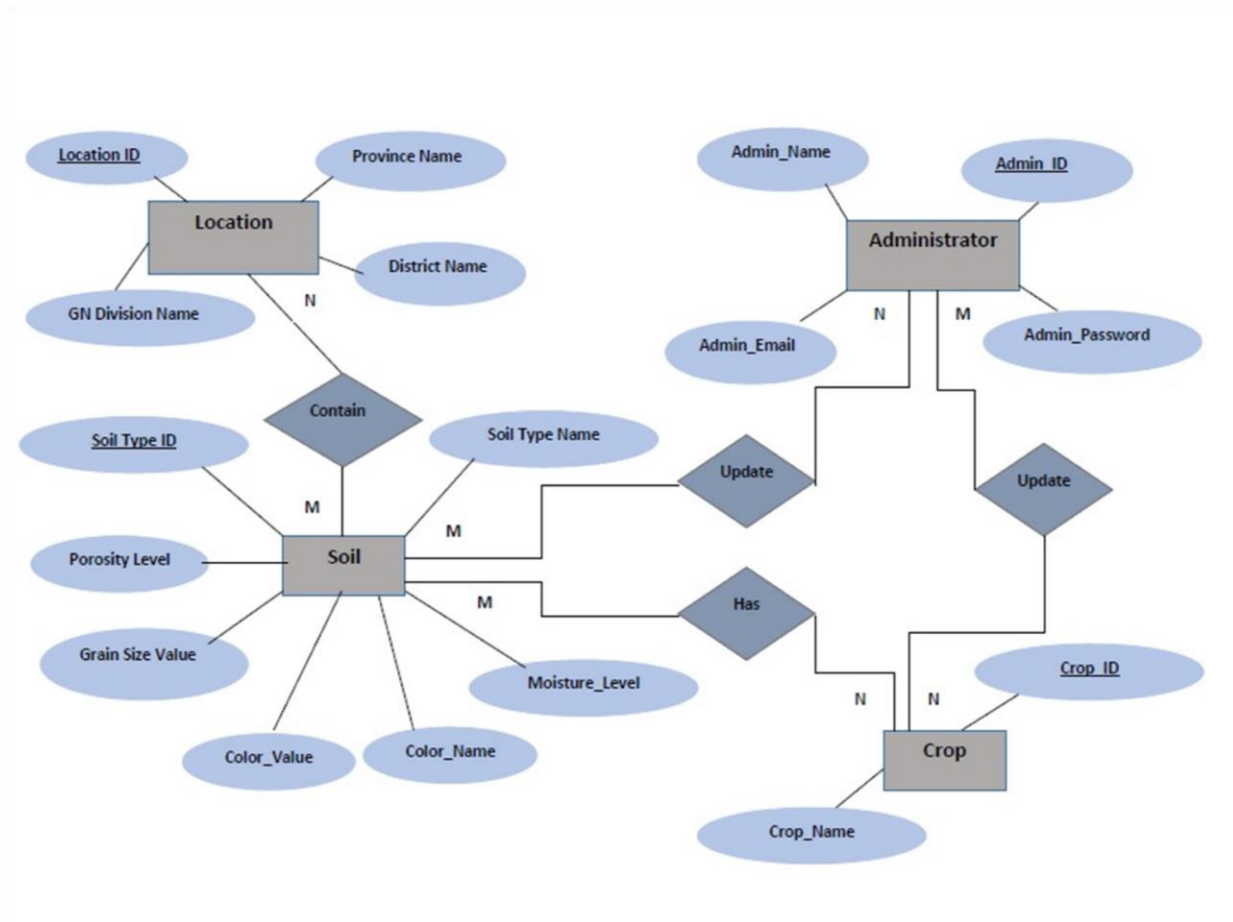 Location ID
Province Name
Location
District Name
GN Division Name
N
Contain
M
Admin_Name
Admin_ID
Administrator
Admin_Email
Admin_Password
N
M
Soil Type ID
Soil Type Name
Update
Update
M
Porosity Level
Soil
M
Has
Grain Size Value
Moisture_Level
Color_Value
Color_Name
Crop_ID
N
N
Crop
Crop_Name